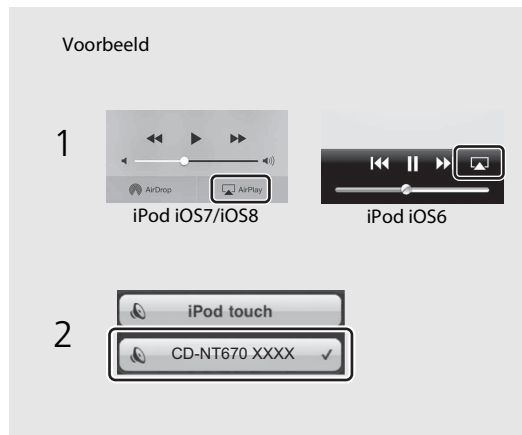 Voorbeeld
1
AirDrop
AirPlay
iPod iOS7/iOS8
iPod iOS6
2
iPod touch
CD-NT670 XXXX